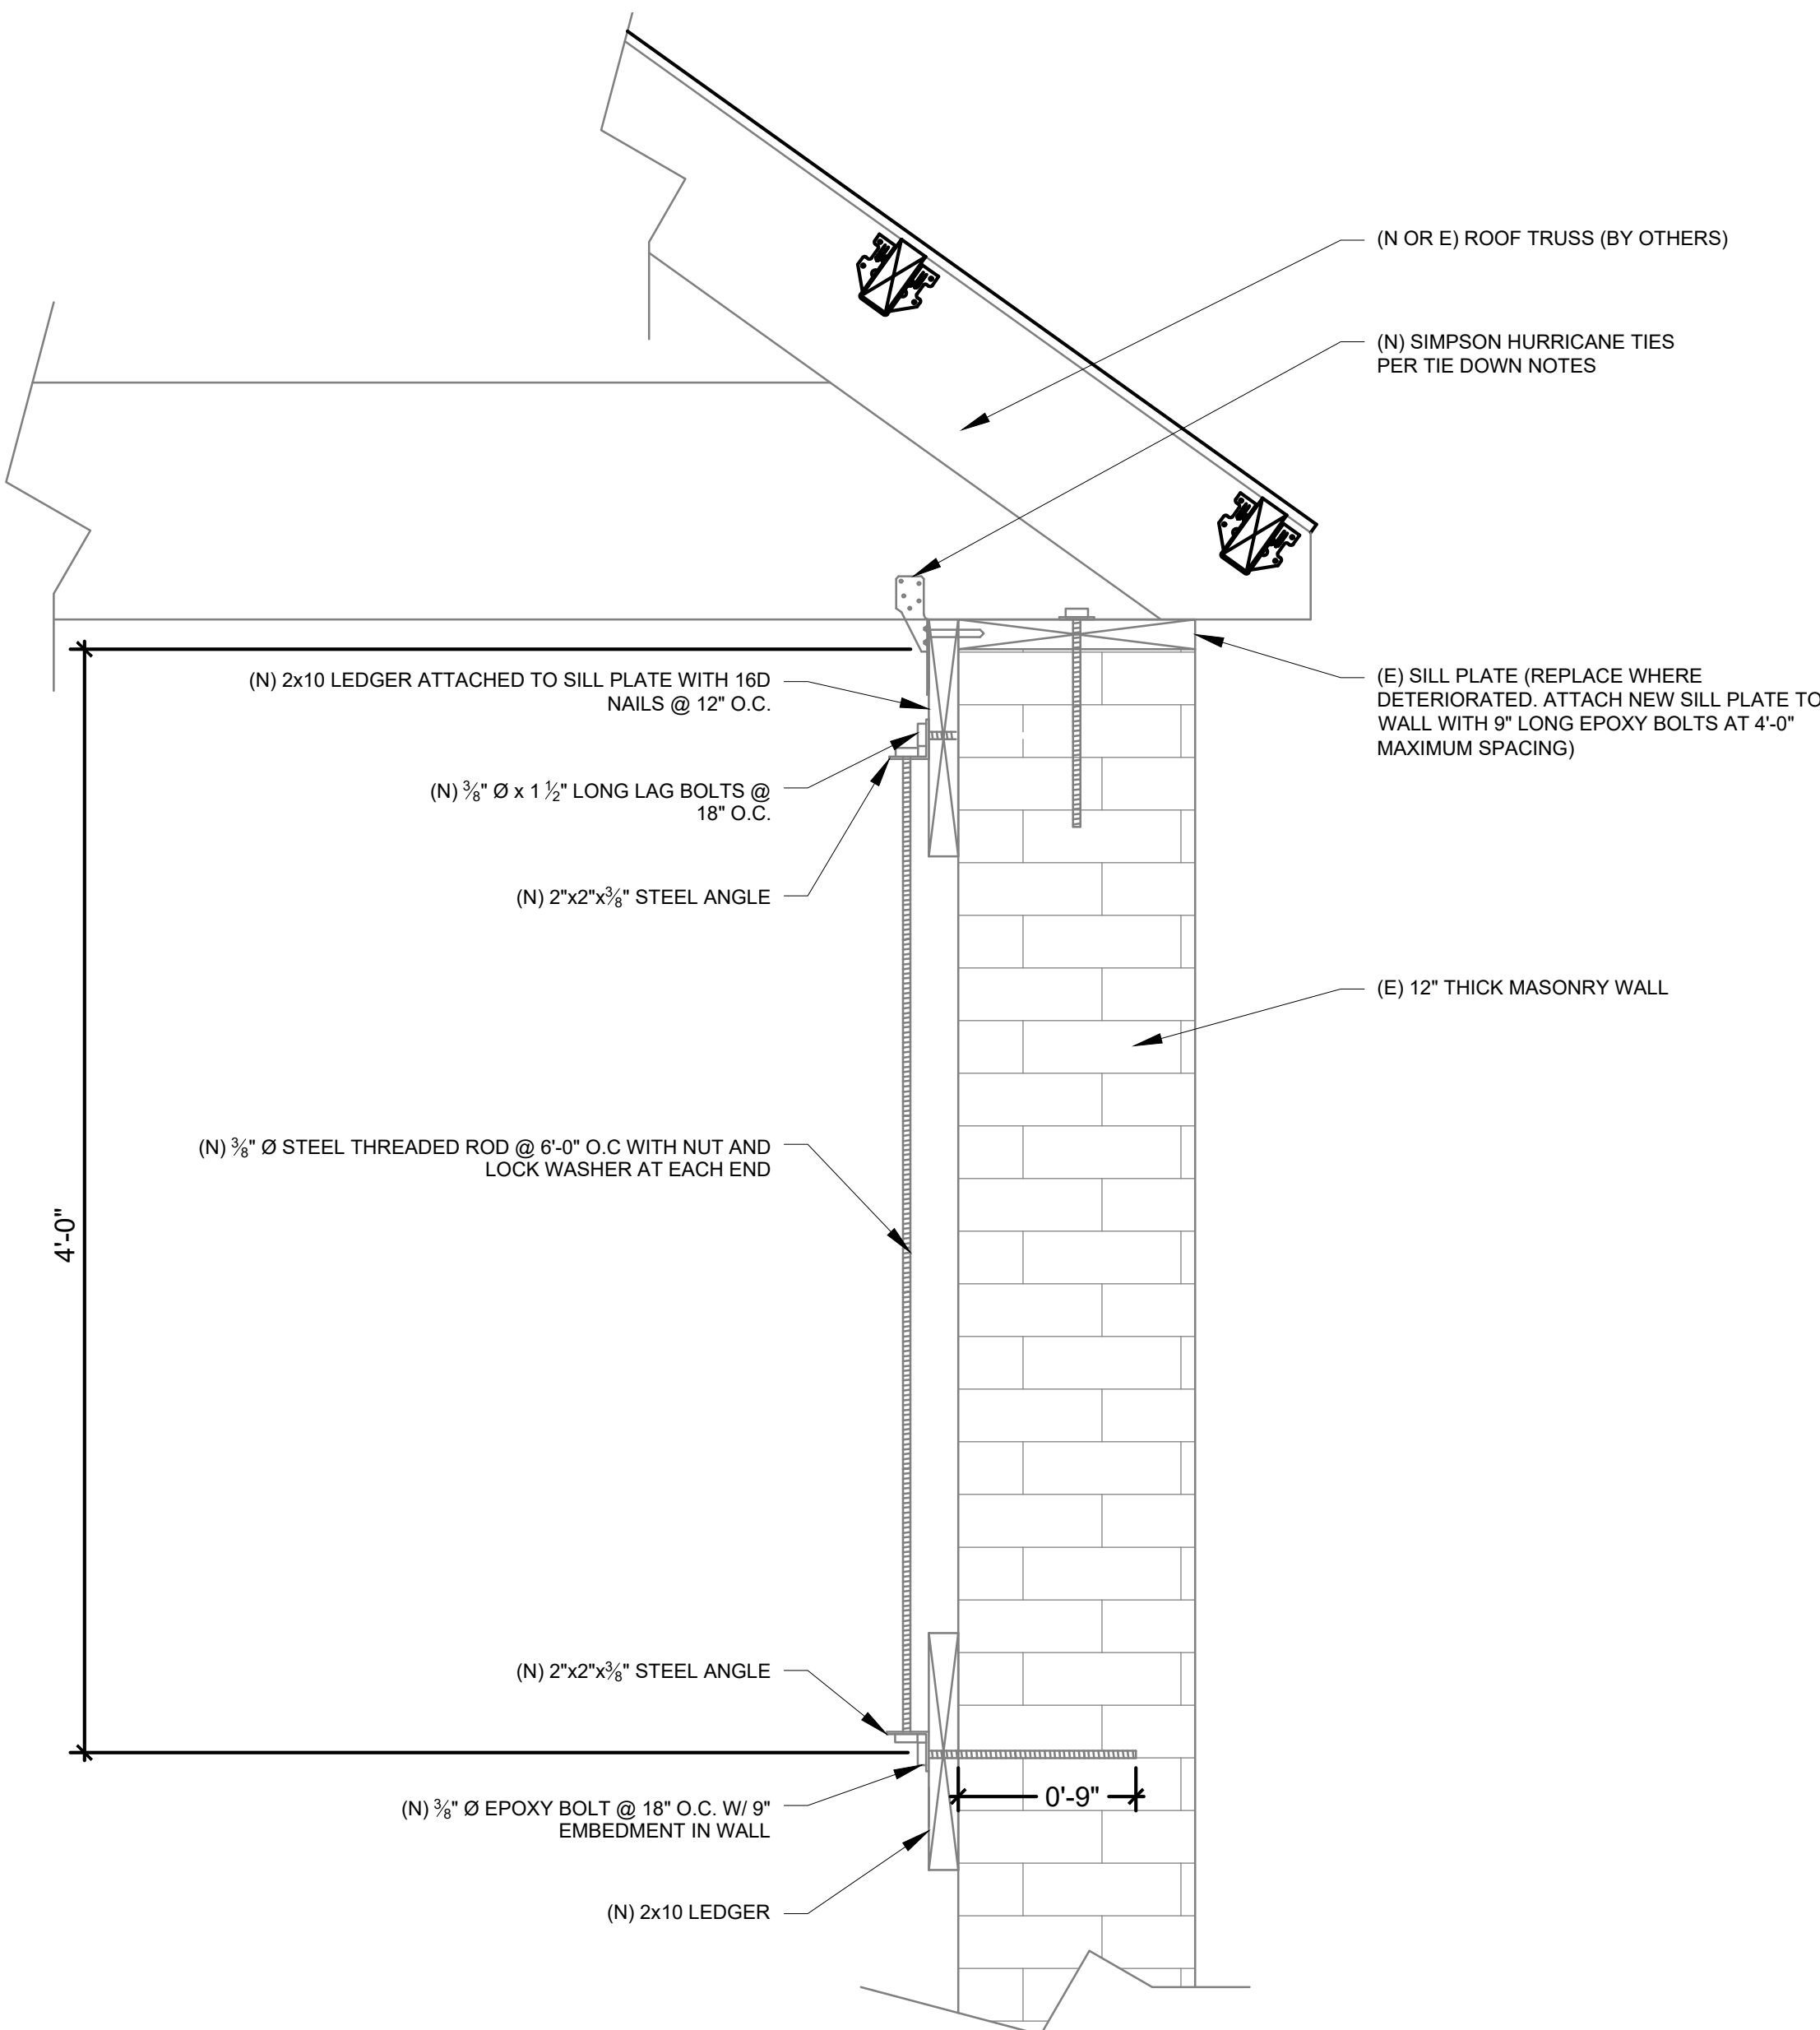 (N OR E) ROOF TRUSS (BY OTHERS)
(N) SIMPSON HURRICANE TIES
PER TIE DOWN NOTES
(N) 2x10 LEDGER ATTACHED TO SILL PLATE WITH 16D
NAILS @ 12" O.C.
(E) SILL PLATE (REPLACE WHERE
DETERIORATED. ATTACH NEW SILL PLATE TO
WALL WITH 9" LONG EPOXY BOLTS AT 4'-0"
MAXIMUM SPACING)
(N) 3⁄8" Ø x 1 1⁄2" LONG LAG BOLTS @
18" O.C.
(N) 2"x2"x3⁄8" STEEL ANGLE
(E) 12" THICK MASONRY WALL
(N) 3⁄8" Ø STEEL THREADED ROD @ 6'-0" O.C WITH NUT AND
LOCK WASHER AT EACH END
4'-0"
(N) 2"x2"x3⁄8" STEEL ANGLE
0'-9"
(N) 3⁄8" Ø EPOXY BOLT @ 18" O.C. W/ 9"
EMBEDMENT IN WALL
(N) 2x10 LEDGER